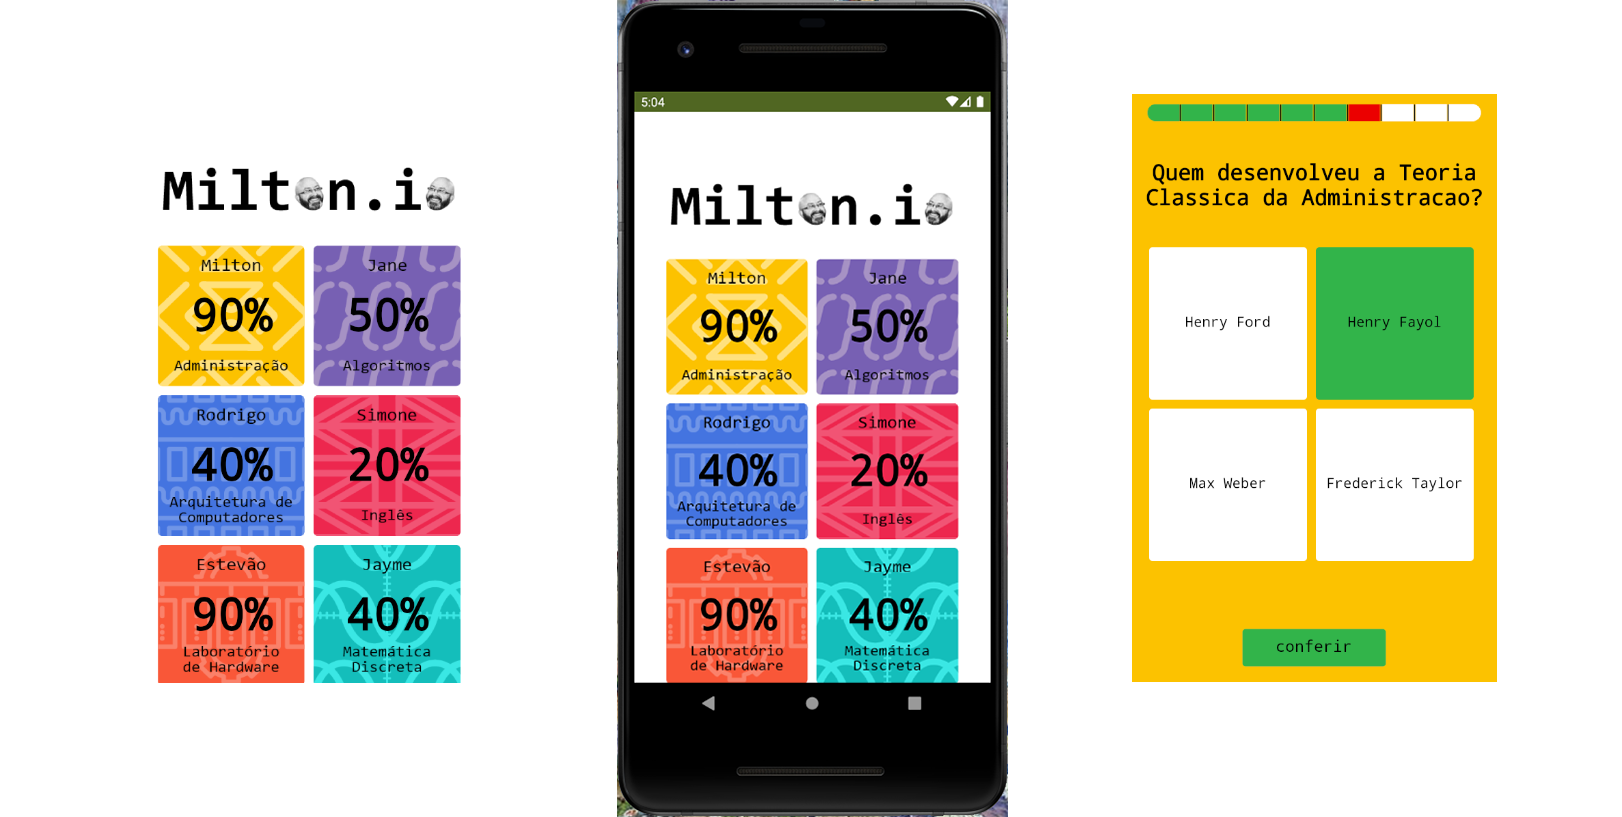 Milton.io
Milton
90%
Administração
Jane
50%
Algoritmos
Rodrigo
40%
Arquitetura de
Computadores
Simone
20%
Inglês
Estevão
90%
Laboratório
de Hardware
Jayme
40%
Matemática
Discreta
5:04
Milton.io
Milton
90%
Administração
Jane
50%
Algoritmos
Rodrigo
40%
Arquitetura de
Computadores
Simone
20%
Inglês
Estevão
90%
Laboratório
de Hardware
Jayme
40%
Matemática
Discreta
Quem desenvolveu a Teoria
Classica da Administracao?
Henry Ford
Henry Fayol
Max Weber
Frederick Taylor
conferir